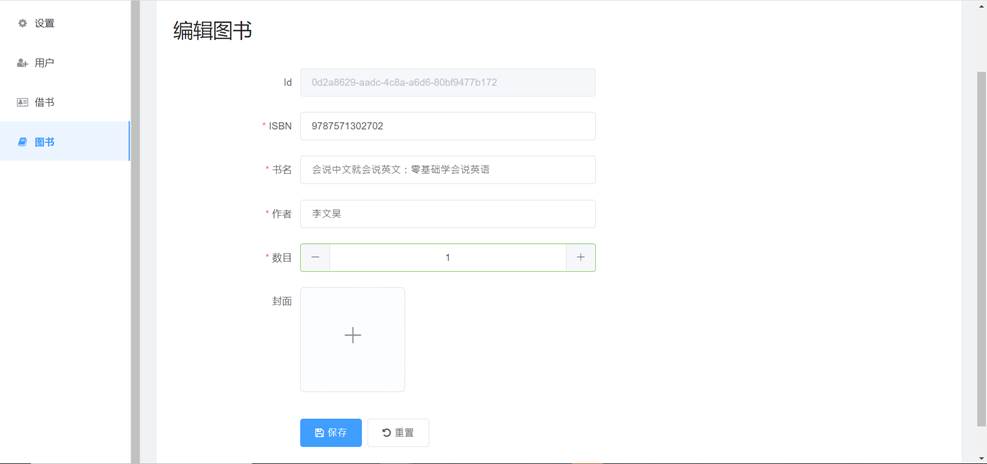 设置
用户
借书
图书
编辑图书
Id 0d2a8629-aadc-4c8a-a6d6-80bf9477b172
* ISBN 9787571302702
* 书名 会说中文就会说英文：零基础学会说英语
* 作者 李文昊
* 数目 1
封面
保存 重置